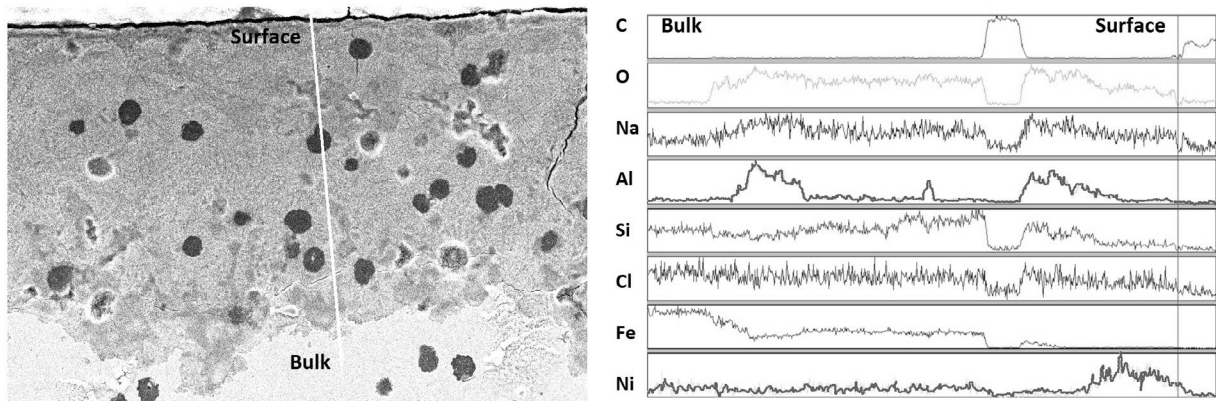 Surface
Bulk
C
Bulk
Surface
O
Na
Al
Si
Cl
Fe
Ni